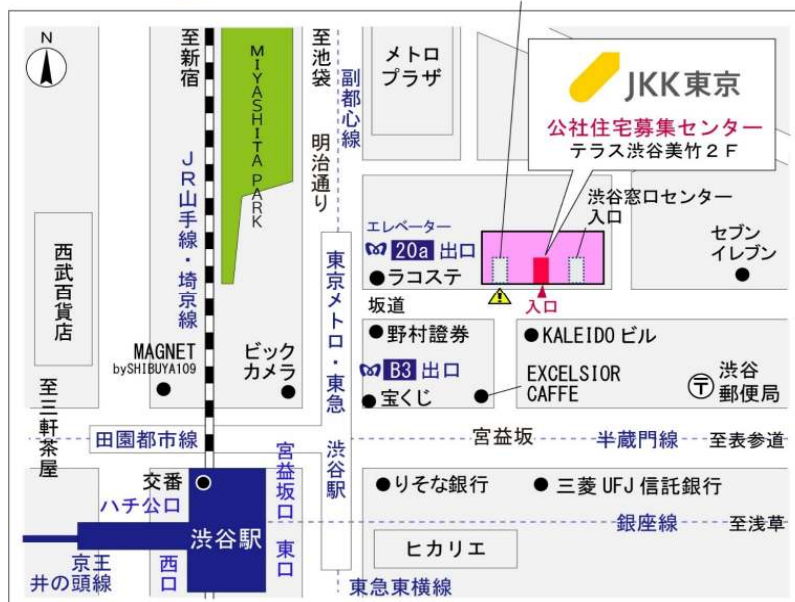 N
至新宿
MIYASHITA PARK
至池袋
副都心線
明治通り
メトロ
プラザ
JKK東京
公社住宅募集センター
テラス渋谷美竹２Ｆ
渋谷窓口センター
入口
JR山手線・埼京線
西武百貨店
エレベーター
20a 出口
ラコステ
入口
セブン
イレブン
坂道
東京メトロ・東急
渋谷駅
野村證券
KALEIDO ビル
MAGNET
bySHIBUYA109
ビック
カメラ
B3 出口
宝くじ
EXCELSIOR
CAFFE
渋谷
郵便局
至三軒茶屋
田園都市線
宮益坂
半蔵門線
至表参道
交番
ハチ公口
宮益坂口
りそな銀行
三菱 UFJ 信託銀行
渋谷駅
銀座線
至浅草
京王
井の頭線
西口
東口
ヒカリエ
東急東横線